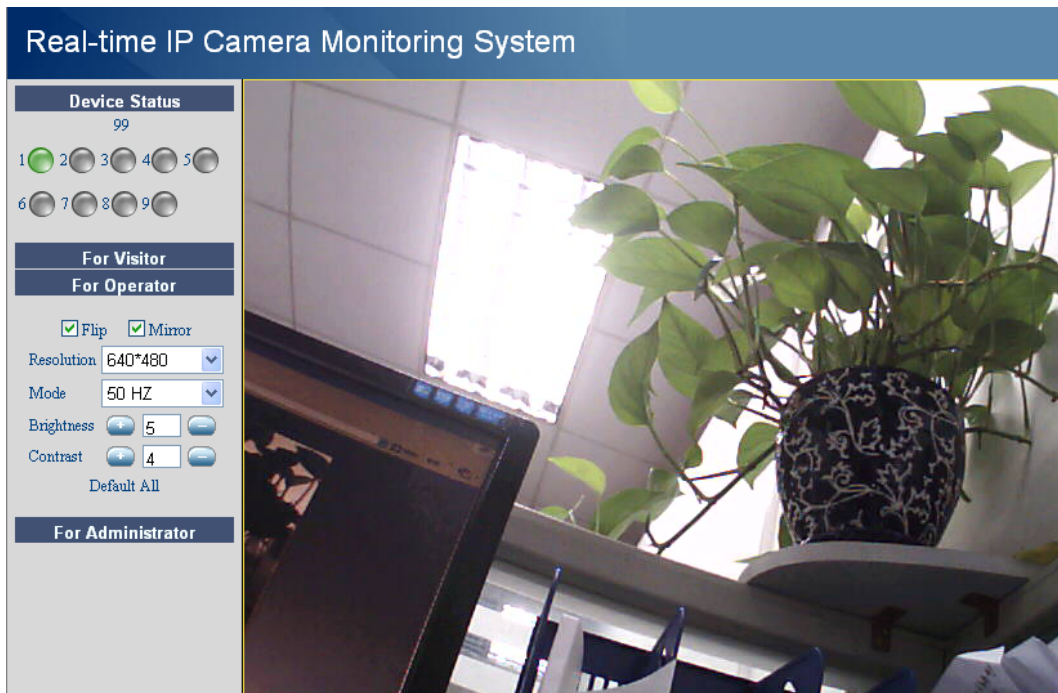 Real-time IP Camera Monitoring System
Device Status
99
1 2 3 4 5
6 7 8 9
For Visitor
For Operator
Flip Mirror
Resolution 640*480
Mode 50 HZ
Brightness + 5 -
Contrast + 4 -
Default All
For Administrator